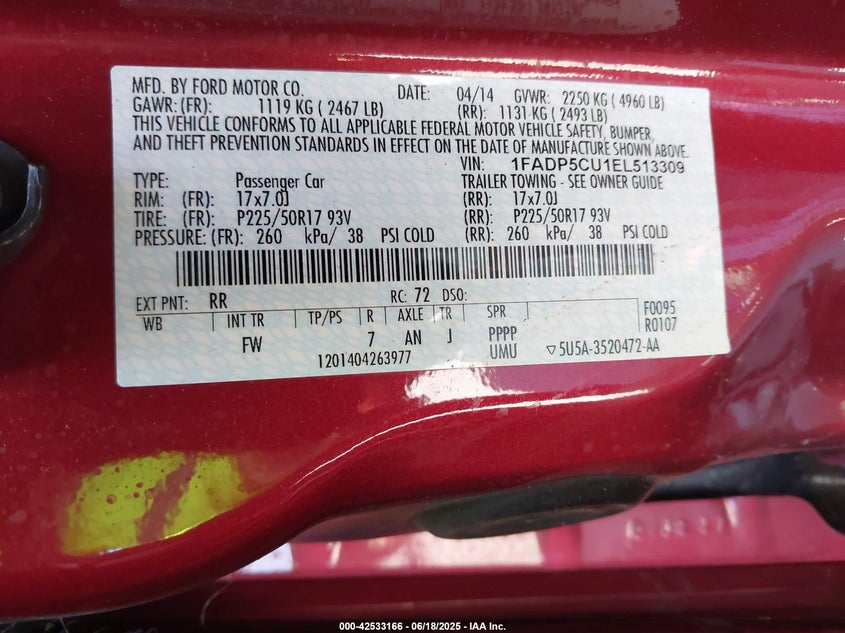 MFD. BY FORD MOTOR CO. DATE: 04/14 GVWR: 2250 KG ( 4960 LB)
GAWR: (FR): 1119 KG ( 2467 LB) (RR): 1131 KG ( 2493 LB)
THIS VEHICLE CONFORMS TO ALL APPLICABLE FEDERAL MOTOR VEHICLE SAFETY, BUMPER,
AND THEFT PREVENTION STANDARDS IN EFFECT ON THE DATE OF MANUFACTURE SHOWN ABOVE.
VIN: 1FADP5CU1EL513309
TYPE: Passenger Car TRAILER TOWING - SEE OWNER GUIDE
RIM: (FR): 17x7.0J (RR): 17x7.0J
TIRE: (FR): P225/50R17 93V (RR): P225/50R17 93V
PRESSURE: (FR): 260 kPa/ 38 PSI COLD (RR): 260 kPa/ 38 PSI COLD
EXT PNT: RR RC: 72 DSO:
WB INT TR TP/PS R AXLE TR SPR F0095
FW 7 AN J PPPP R0107
1201404263977 UMU ▽5U5A-3520472-AA
000-42533166 - 06/18/2025 - IAA Inc.